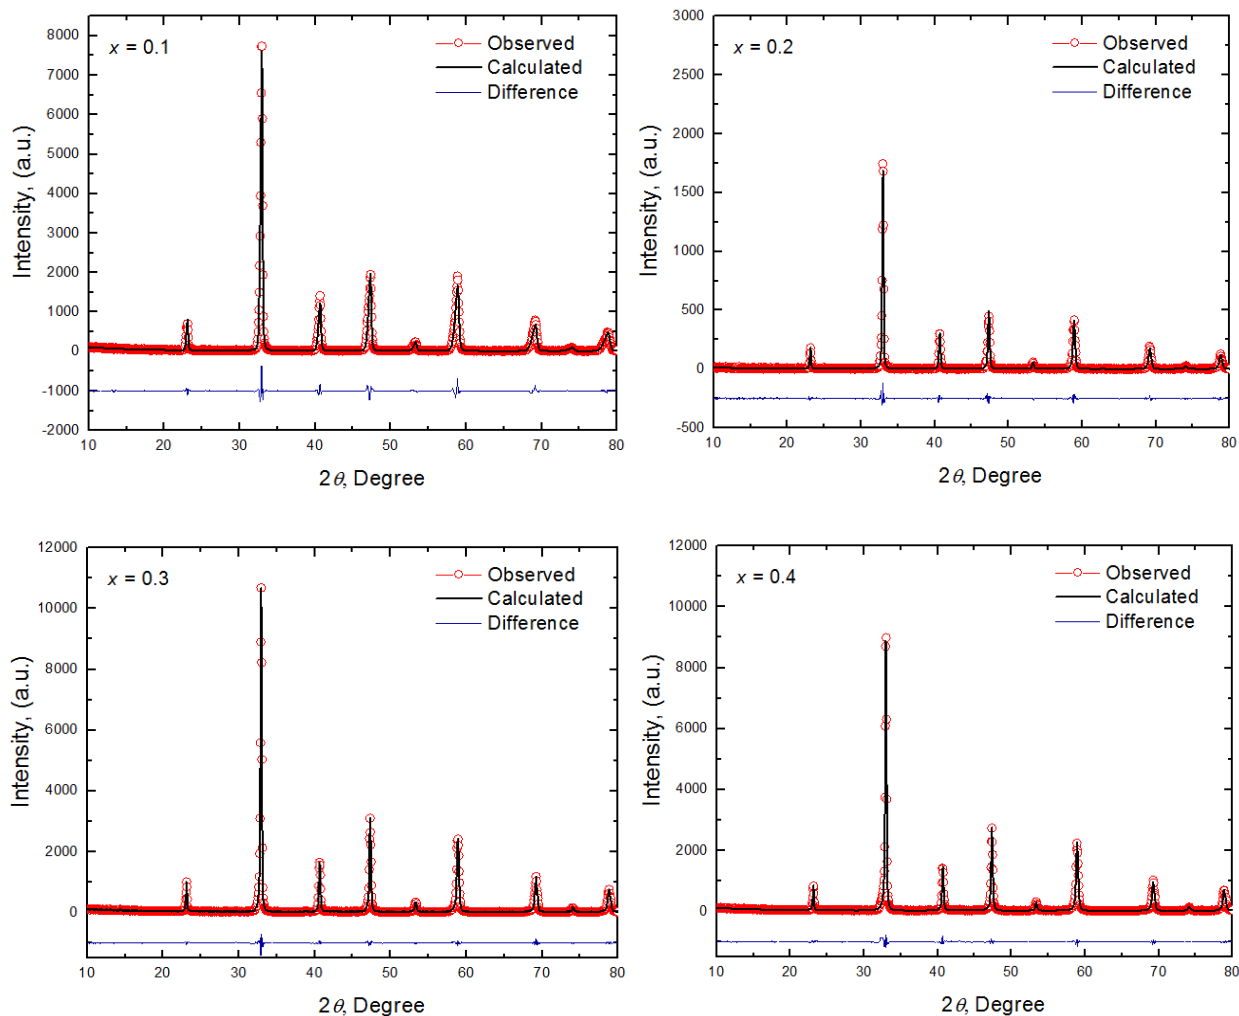 x = 0.1
Observed
Calculated
Difference
8000
7000
6000
5000
4000
3000
2000
1000
0
-1000
-2000
Intensity, (a.u.)
10 20 30 40 50 60 70 80
2θ, Degree
x = 0.2
Observed
Calculated
Difference
3000
2500
2000
1500
1000
500
0
-500
Intensity, (a.u.)
10 20 30 40 50 60 70 80
2θ, Degree
x = 0.3
Observed
Calculated
Difference
12000
10000
8000
6000
4000
2000
0
Intensity, (a.u.)
10 20 30 40 50 60 70 80
2θ, Degree
x = 0.4
Observed
Calculated
Difference
12000
10000
8000
6000
4000
2000
0
Intensity, (a.u.)
10 20 30 40 50 60 70 80
2θ, Degree